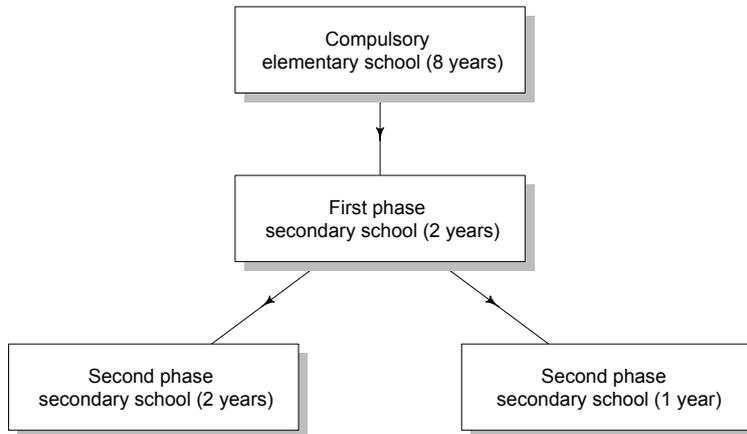 Compulsory
elementary school (8 years)
First phase
secondary school (2 years)
Second phase
secondary school (2 years)
Second phase
secondary school (1 year)